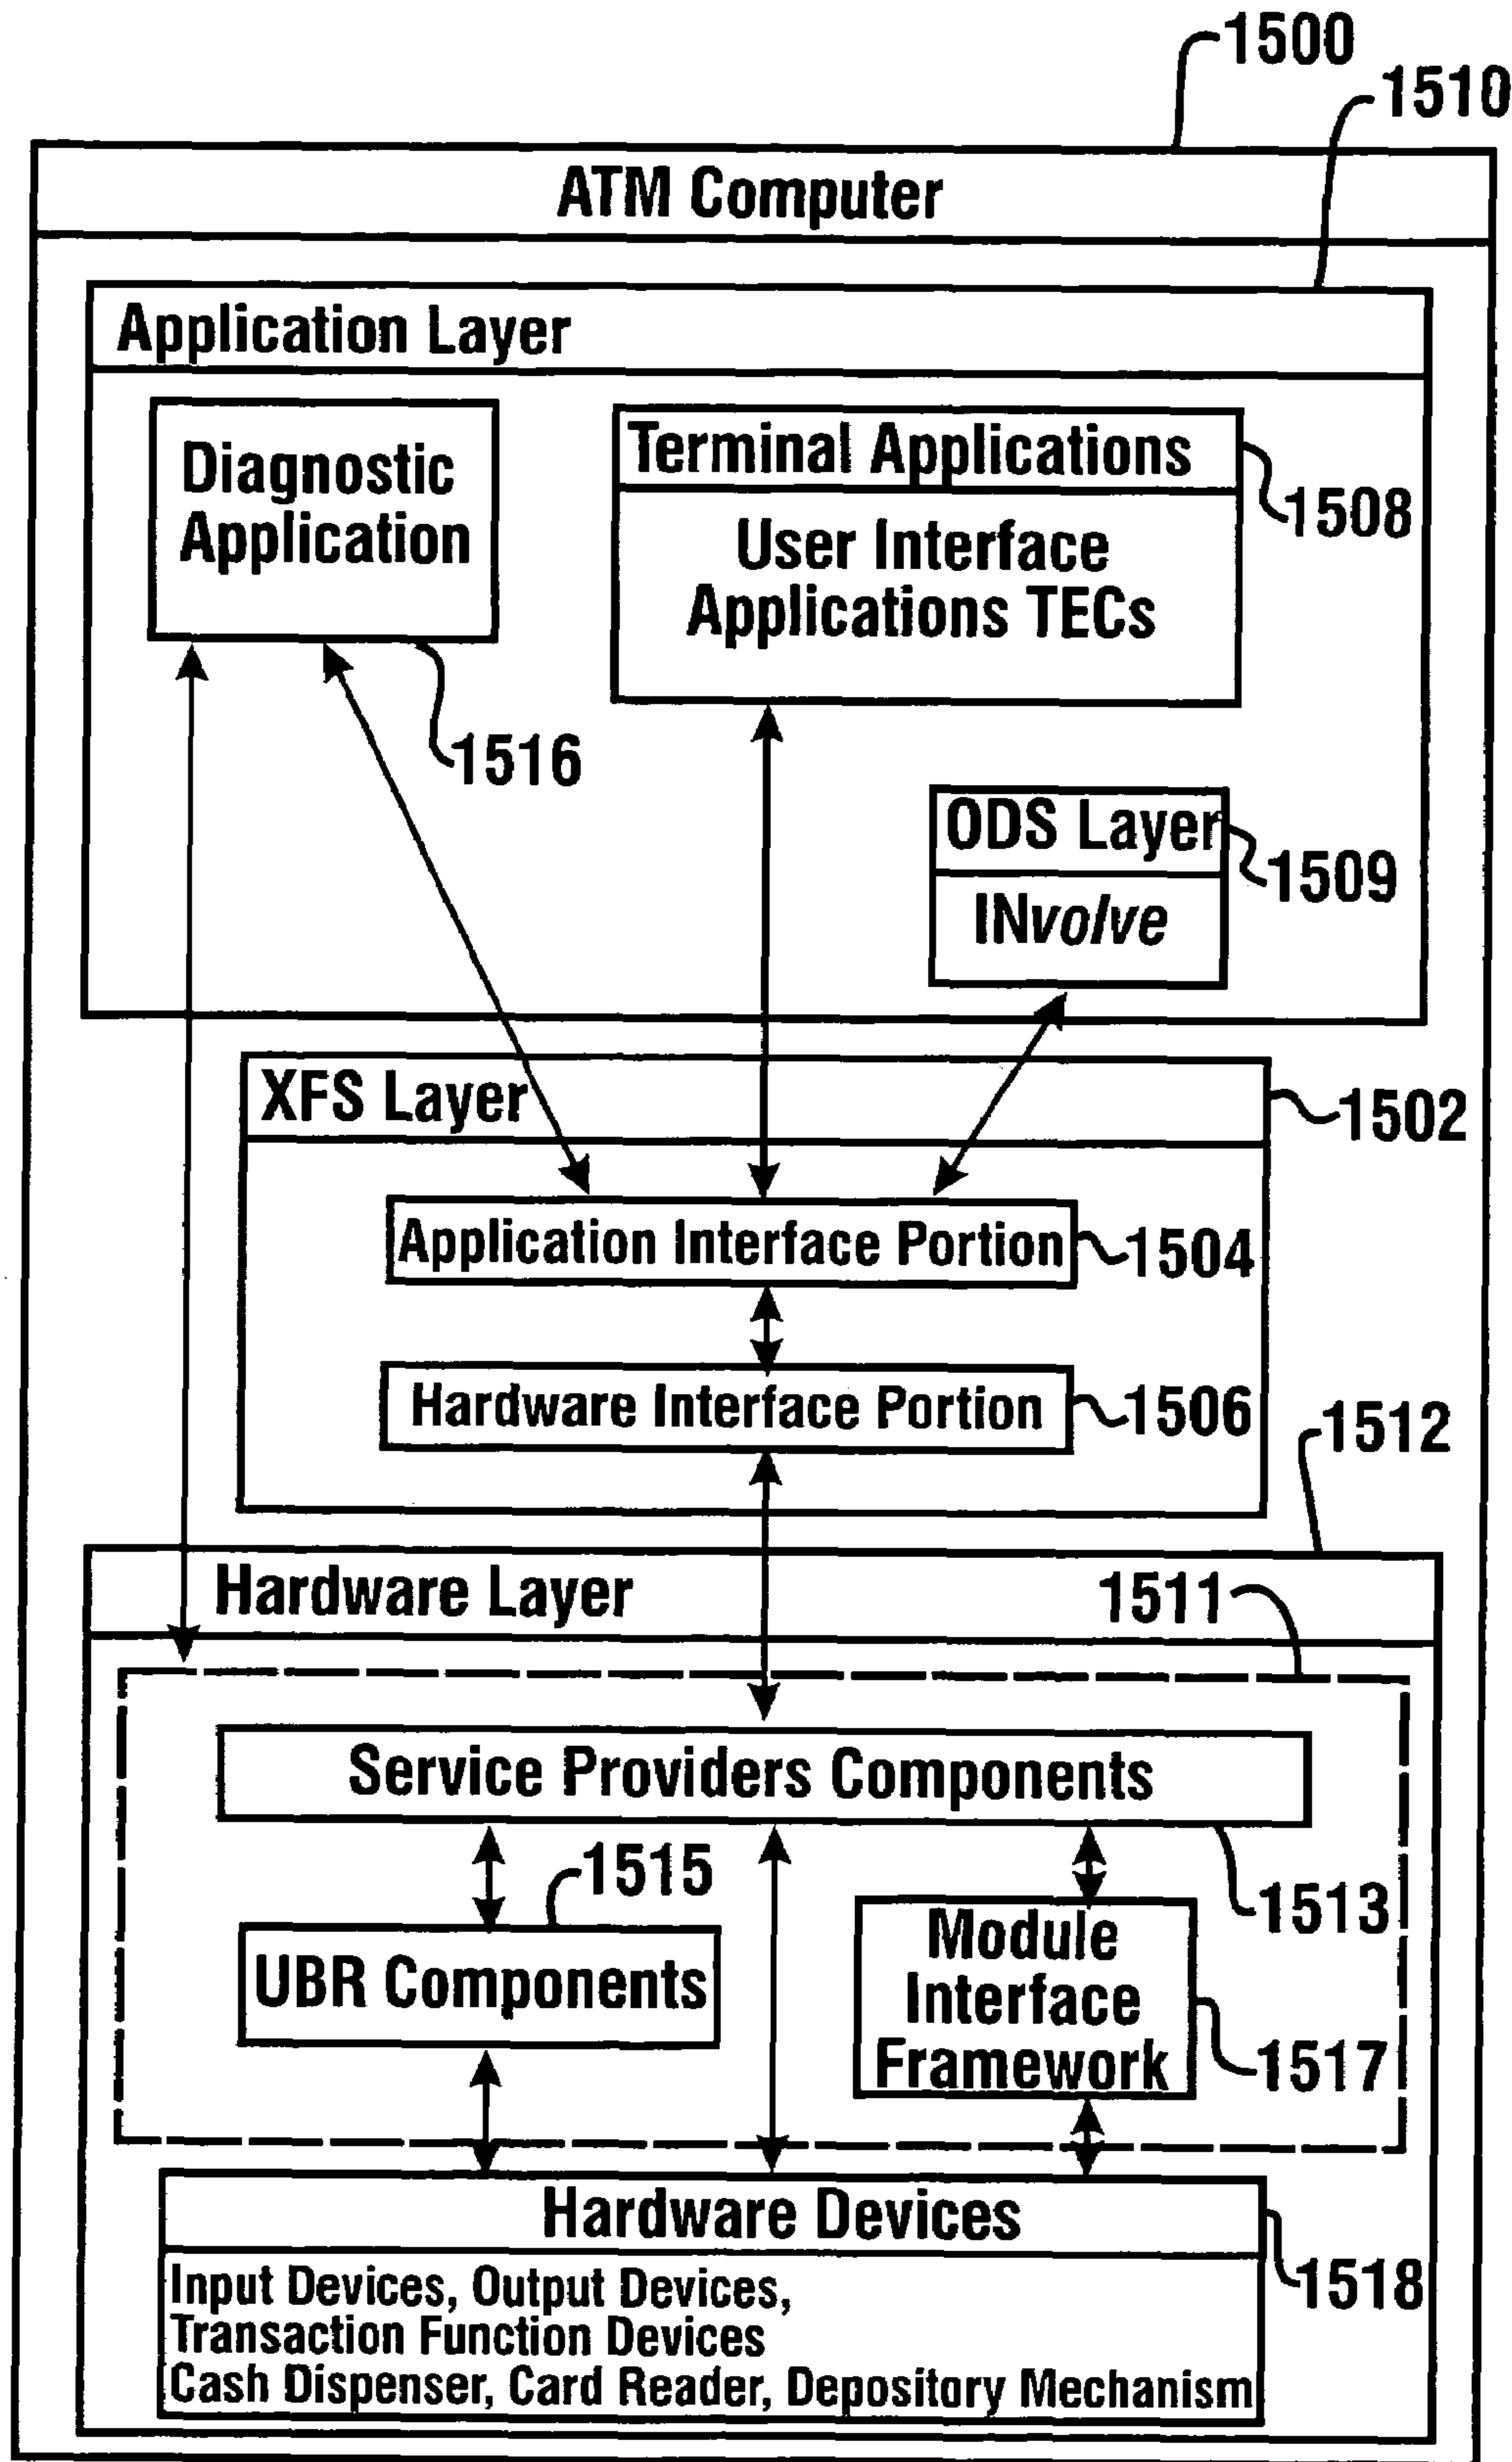 1500
1510
ATM Computer
Application Layer
Diagnostic
Application
Terminal Applications
1508
User Interface
Applications TECs
1516
ODS Layer
1509
INvolve
XFS Layer
1502
Application Interface Portion
1504
Hardware Interface Portion
1506
1512
Hardware Layer
1511
Service Providers Components
1515
1513
UBR Components
Module
Interface
Framework
1517
Hardware Devices
1518
Input Devices, Output Devices,
Transaction Function Devices
Cash Dispenser, Card Reader, Depository Mechanism